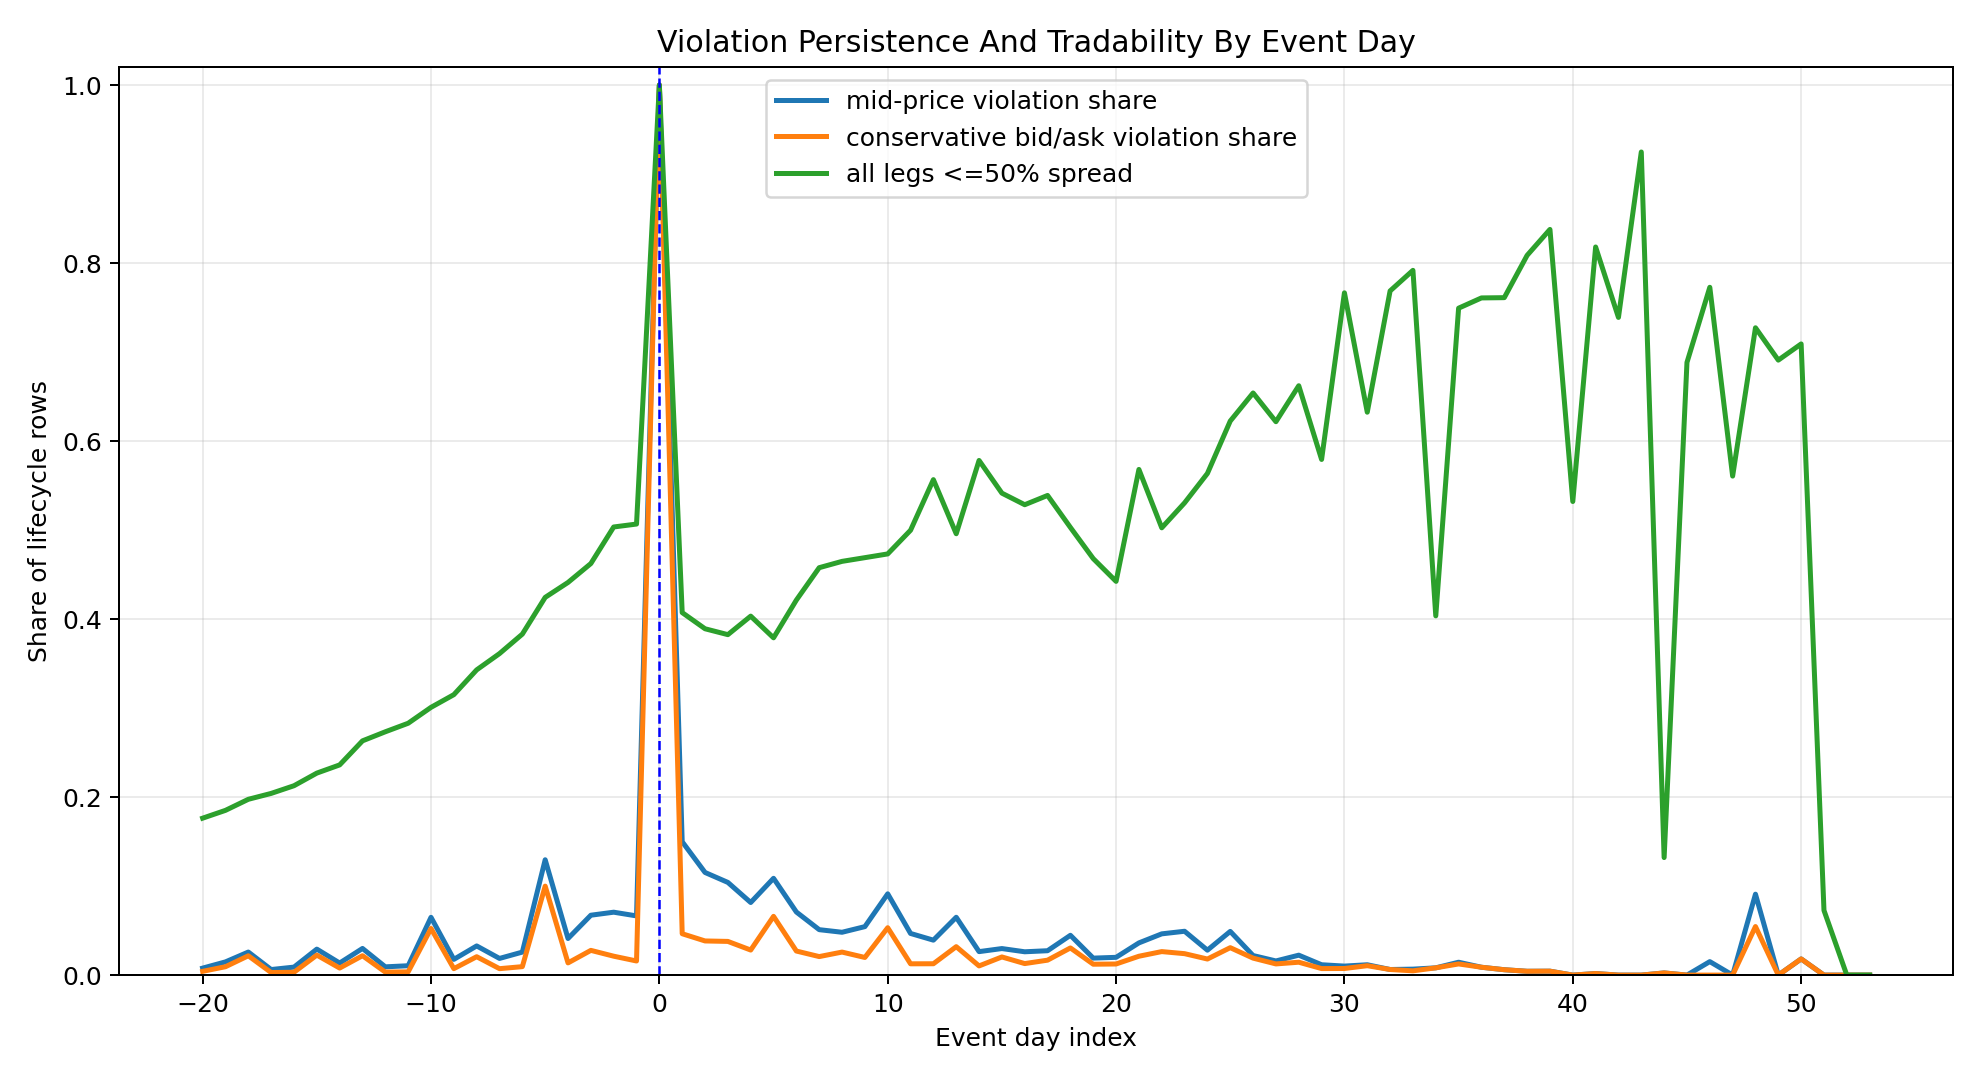 Violation Persistence And Tradability By Event Day
mid-price violation share
conservative bid/ask violation share
all legs <=50% spread
Share of lifecycle rows
1.0
0.8
0.6
0.4
0.2
0.0
−20
−10
0
10
20
30
40
50
Event day index